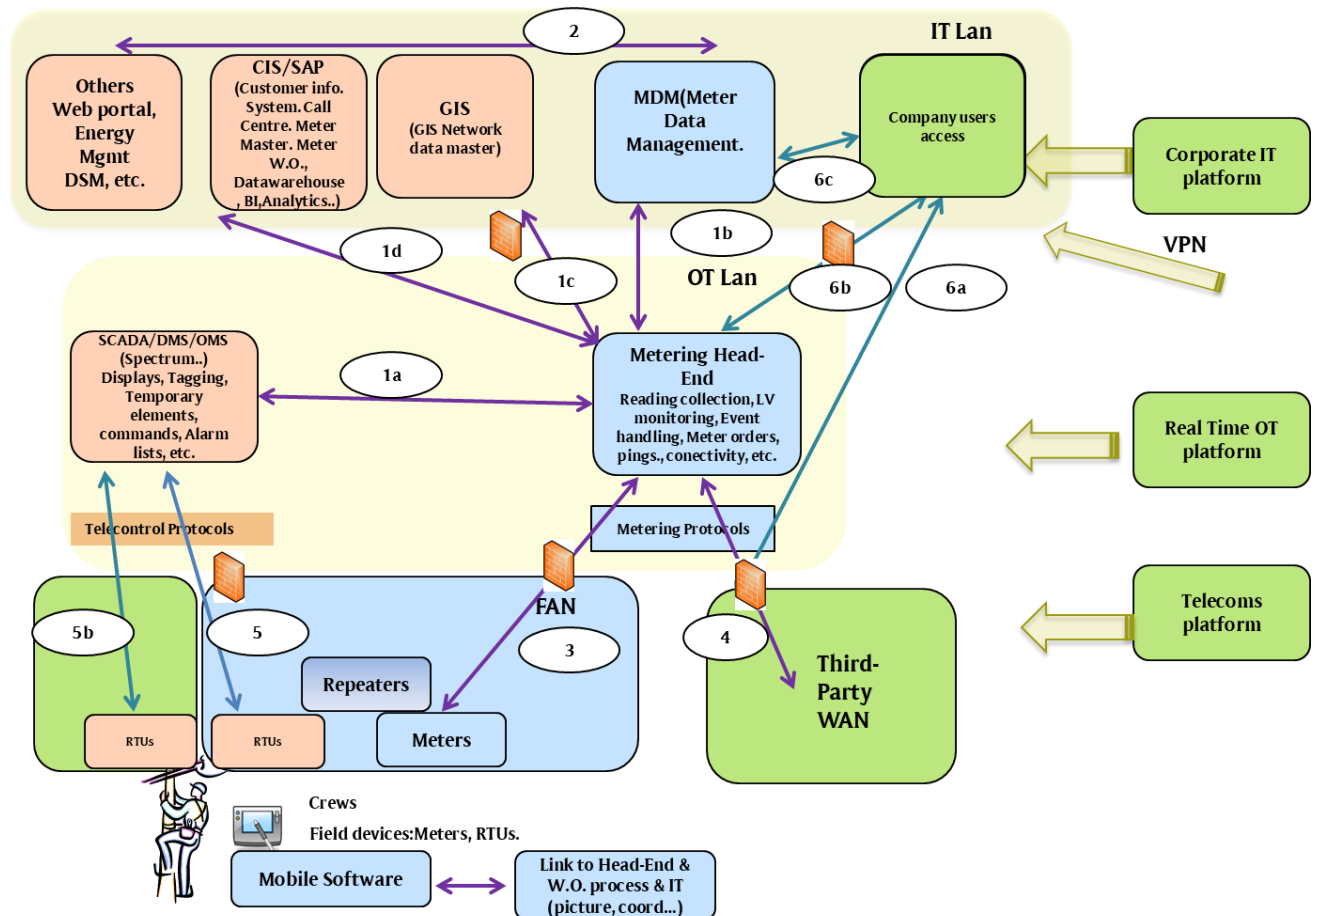 2
IT Lan
Others
Web portal,
Energy
Mgmt
DSM, etc.
CIS/SAP
(Customer info.
System. Call
Centre. Meter
Master. Meter
W.O.,
Datawarehouse
, BI,Analytics..)
GIS
(GIS Network
data master)
MDM(Meter
Data
Management.
Company users
access
6c
Corporate IT
platform
VPN
1d
1c
1b
OT Lan
6b
6a
SCADA/DMS/OMS
(Spectrum..)
Displays, Tagging,
Temporary
elements,
commands, Alarm
lists, etc.
1a
Metering Head-
End
Reading collection, LV
monitoring, Event
handling, Meter orders,
pings., conectivity, etc.
Real Time OT
platform
Telecontrol Protocols
Metering Protocols
FAN
5b
5
3
4
Telecoms
platform
Repeaters
Third-
Party
WAN
RTUs
RTUs
Meters
Crews
Field devices:Meters, RTUs.
Mobile Software
Link to Head-End &
W.O. process & IT
(picture, coord...)